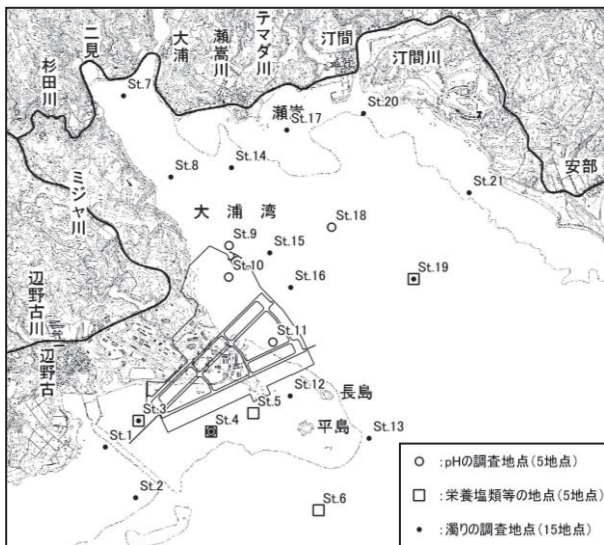 二見
杉田川
大浦
瀬嵩川
テマダ川
汀間
汀間川
St.7
瀬嵩
St.17
St.20
安部
St.8
St.14
St.21
ミジャ川
大浦湾
St.18
St.9
St.15
St.10
St.16
St.19
辺野古川
辺野古
St.11
St.12
長島
St.3
St.5
St.4
平島
St.13
St.1
St.2
St.6
○ :pHの調査地点(5地点)
□ :栄養塩類等の地点(5地点)
• :濁りの調査地点(15地点)